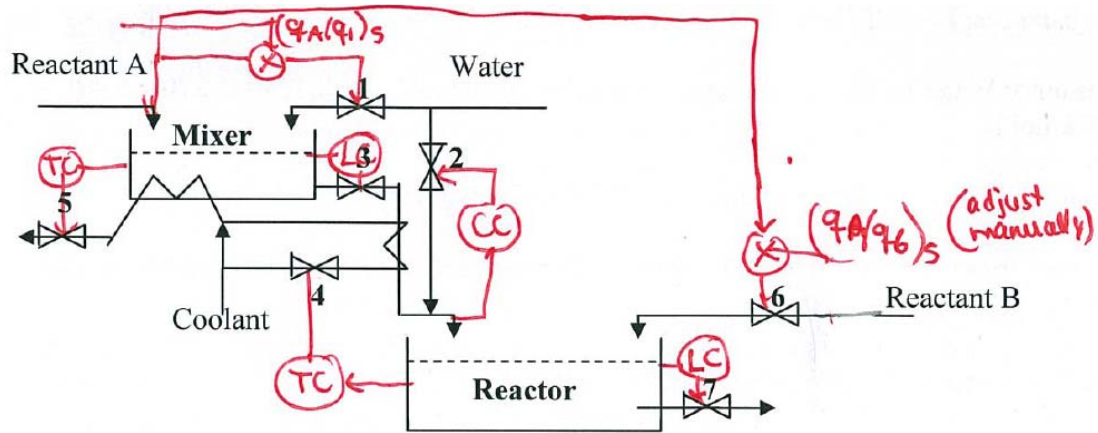 (qA/q1)s
Reactant A
Water
1
Mixer
TC
LC
3
2
5
CC
(qA/q6)s
(adjust manually)
4
6
Reactant B
Coolant
TC
Reactor
LC
7